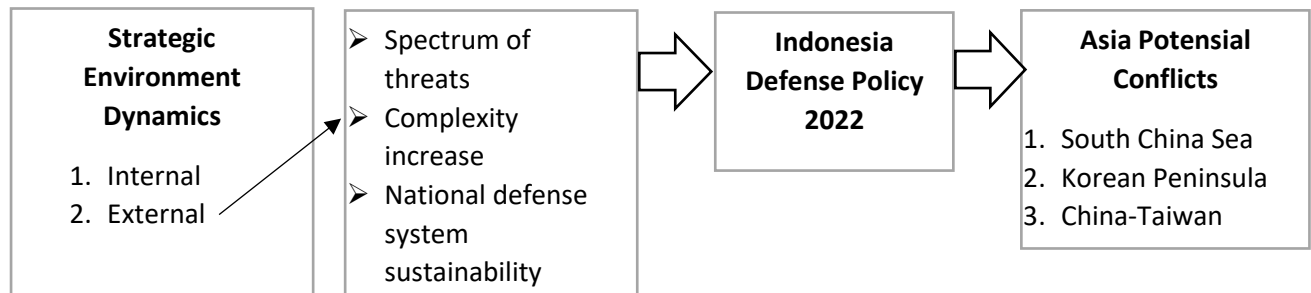 Strategic
Environment
Dynamics
1. Internal
2. External
➢ Spectrum of
threats
➢ Complexity
increase
➢ National defense
system
sustainability
Indonesia
Defense Policy
2022
Asia Potensial
Conflicts
1. South China Sea
2. Korean Peninsula
3. China-Taiwan